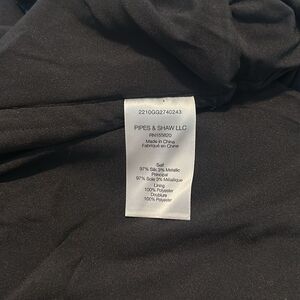 2210GG2740243
PIPES & SHAW LLC
RN155820
Made in China
Fabriqué en Chine
Self
97% Silk 3% Metallic
Principal
97% Soie 3% Métallique
Lining
100% Polyester
Doublure
100% Polyester